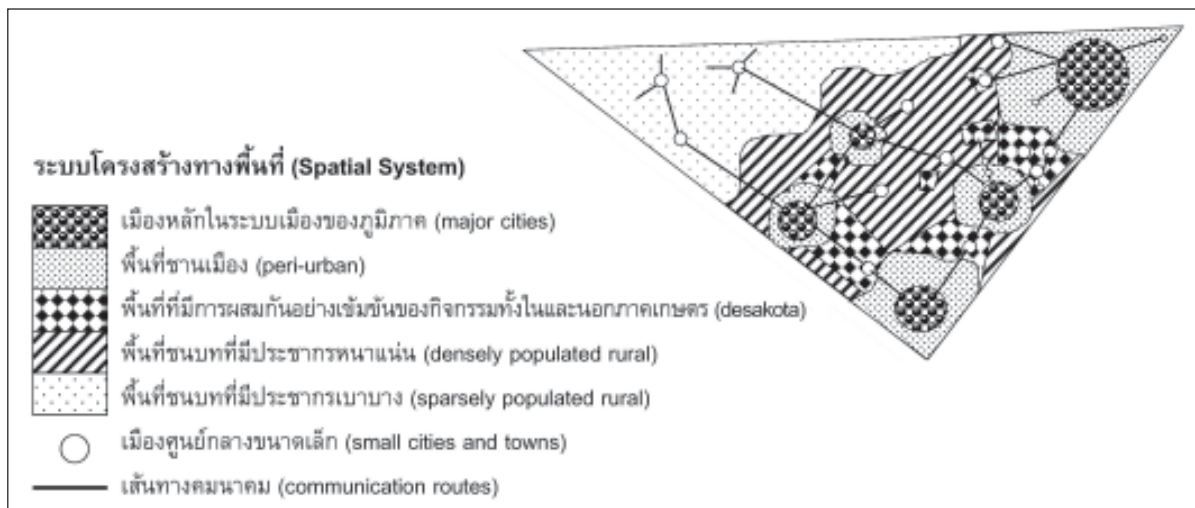 ระบบโครงสร้างทางพื้นที่ (Spatial System)
เมืองหลักในระบบเมืองของภูมิภาค (major cities)
พื้นที่ชานเมือง (peri-urban)
พื้นที่ที่มีการผสมกันอย่างเข้มข้นของกิจกรรมทั้งในและนอกภาคเกษตร (desakota)
พื้นที่ชนบทที่มีประชากรหนาแน่น (densely populated rural)
พื้นที่ชนบทที่มีประชากรเบาบาง (sparsely populated rural)
เมืองศูนย์กลางขนาดเล็ก (small cities and towns)
เส้นทางคมนาคม (communication routes)